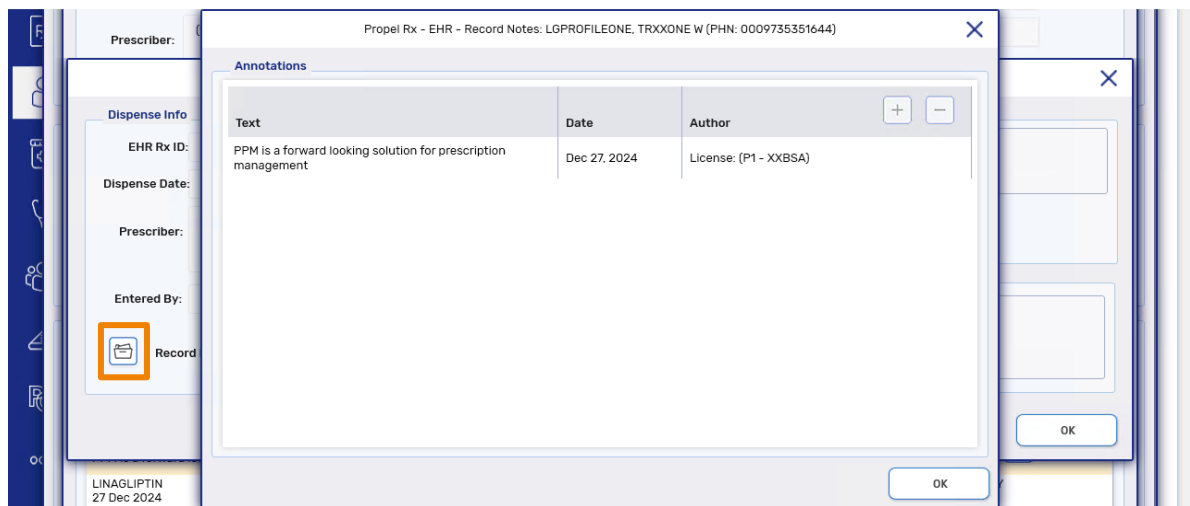 Propel Rx - EHR - Record Notes: LGPROFILEONE, TRXXONE W (PHN: 0009735351644)
Prescriber:
Annotations
Text Date Author
PPM is a forward looking solution for prescription
management
Dec 27, 2024
License: (P1 - XXBSA)
Dispense Info
EHR Rx ID:
Dispense Date:
Prescriber:
Entered By:
Record
OK
OK
LINAGLIPTIN
27 Dec 2024